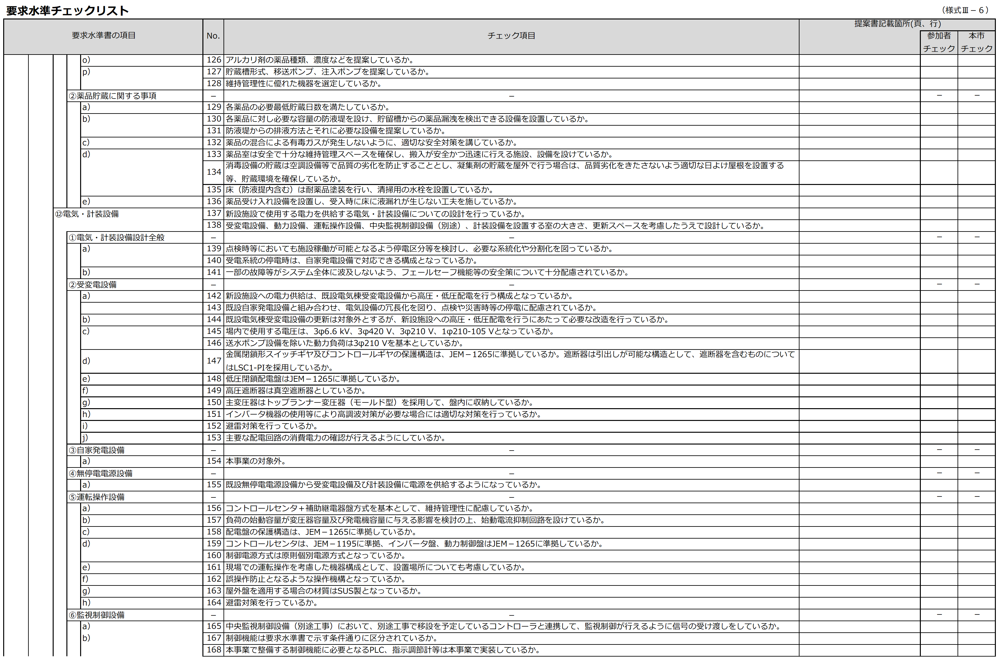 要求水準チェックリスト
（様式Ⅲ－６）
要求水準書の項目 No. チェック項目 提案書記載箇所(頁、行)
参加者 本市
チェック チェック
o） 126 アルカリ剤の薬品種類、濃度などを提案しているか。
p） 127 貯蔵槽形式、移送ポンプ、注入ポンプを提案しているか。
128 維持管理性に優れた機器を選定しているか。
②薬品貯蔵に関する事項 － － － －
a） 129 各薬品の必要最低貯蔵日数を満たしているか。
b） 130 各薬品に対し必要な容量の防液堤を設け、貯留槽からの薬品漏洩を検出できる設備を設置しているか。
131 防液堤からの排液方法とそれに必要な設備を提案しているか。
c） 132 薬品の混合による有毒ガスが発生しないように、適切な安全対策を講じているか。
d） 133 薬品室は安全で十分な維持管理スペースを確保し、搬入が安全かつ迅速に行える施設、設備を設けているか。
134 消毒設備の貯蔵は空調設備等で品質の劣化を防止することとし、凝集剤の貯蔵を屋外で行う場合は、品質劣化をきたさないよう適切な日よけ屋根を設置する
等、貯蔵環境を確保しているか。
135 床（防液提内含む）は耐薬品塗装を行い、清掃用の水栓を設置しているか。
e） 136 薬品受け入れ設備を設置し、受入時に床に液漏れが生じない工夫を施しているか。
⑫電気・計装設備 137 新設施設で使用する電力を供給する電気・計装設備についての設計を行っているか。
138 受変電設備、動力設備、運転操作設備、中央監視制御設備（別途）、計装設備を設置する室の大きさ、更新スペースを考慮したうえで設計しているか。
①電気・計装設備設計全般 － － － －
a） 139 点検時等においても施設稼働が可能となるよう停電区分等を検討し、必要な系統化や分割化を図っているか。
140 受電系統の停電時は、自家発電設備で対応できる構成となっているか。
b） 141 一部の故障等がシステム全体に波及しないよう、フェールセーフ機能等の安全策について十分配慮されているか。
②受変電設備 － － － －
a） 142 新設施設への電力供給は、既設電気棟受変電設備から高圧・低圧配電を行う構成となっているか。
143 既設自家発電設備と組み合わせ、電気設備の冗長化を図り、点検や災害時等の停電に配慮されているか。
b） 144 既設電気棟受変電設備の更新は対象外とするが、新設施設への高圧・低圧配電を行うにあたって必要な改造を行っているか。
c） 145 場内で使用する電圧は、3φ6.6 kV、3φ420 V、3φ210 V、1φ210-105 Vとなっているか。
146 送水ポンプ設備を除いた動力負荷は3φ210 Vを基本としているか。
d） 147 金属閉鎖形スイッチギヤ及びコントロールギヤの保護構造は、JEM－1265に準拠しているか。遮断器は引出しが可能な構造として、遮断器を含むものについて
はLSC1-PIを採用しているか。
e） 148 低圧閉鎖配電盤はJEM－1265に準拠しているか。
f） 149 高圧遮断器は真空遮断器としているか。
g） 150 主変圧器はトップランナー変圧器（モールド型）を採用して、盤内に収納しているか。
h） 151 インバータ機器の使用等により高調波対策が必要な場合には適切な対策を行っているか。
i） 152 避雷対策を行っているか。
j） 153 主要な配電回路の消費電力の確認が行えるようにしているか。
③自家発電設備 － － － －
a） 154 本事業の対象外。
④無停電電源設備 － － － －
a） 155 既設無停電電源設備から受変電設備及び計装設備に電源を供給するようになっているか。
⑤運転操作設備 － － － －
a） 156 コントロールセンタ＋補助継電器盤方式を基本として、維持管理性に配慮しているか。
b） 157 負荷の始動容量が変圧器容量及び発電機容量に与える影響を検討の上、始動電流抑制回路を設けているか。
c） 158 配電盤の保護構造は、JEM－1265に準拠しているか。
d） 159 コントロールセンタは、JEM－1195に準拠、インバータ盤、動力制御盤はJEM－1265に準拠しているか。
160 制御電源方式は原則個別電源方式となっているか。
e） 161 現場での運転操作を考慮した機器構成として、設置場所についても考慮しているか。
f） 162 誤操作防止となるような操作機構となっているか。
g） 163 屋外盤を適用する場合の材質はSUS製となっているか。
h） 164 避雷対策を行っているか。
⑥監視制御設備 － － － －
a） 165 中央監視制御設備（別途工事）において、別途工事で移設を予定しているコントローラと連携して、監視制御が行えるように信号の受け渡しをしているか。
b） 167 制御機能は要求水準書で示す条件通りに区分されているか。
168 本事業で整備する制御機能に必要となるPLC、指示調節計等は本事業で実装しているか。